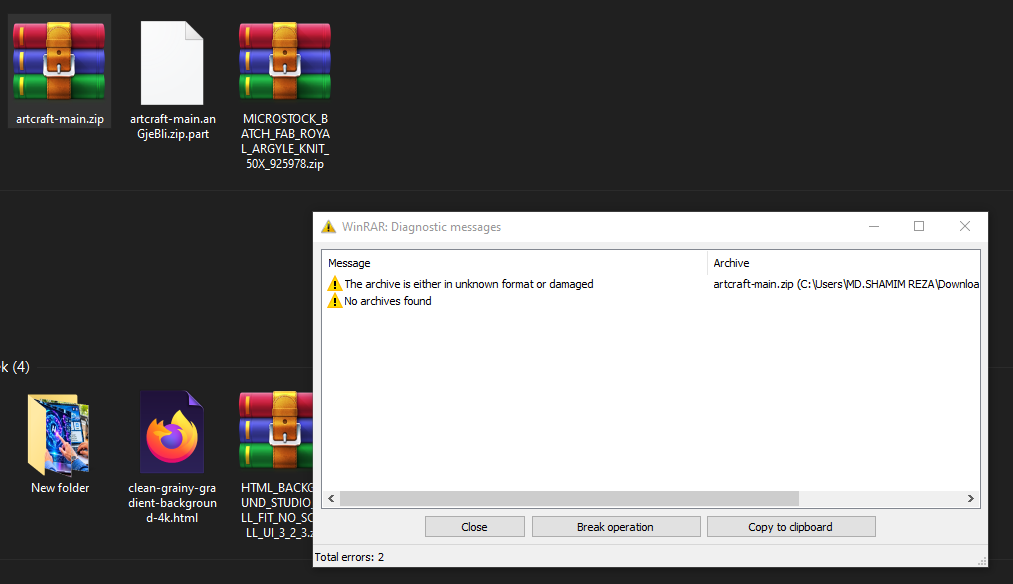 artcraft-main.zip
artcraft-main.an
GjeBli.zip.part
MICROSTOCK_B
ATCH_FAB_ROYA
L_ARGYLE_KNIT_
50X_925978.zip
WinRAR: Diagnostic messages
Message
Archive
The archive is either in unknown format or damaged
artcraft-main.zip (C:\Users\MD.SHAMIM REZA\Downloa
No archives found
k (4)
New folder
clean-grainy-gra
dient-backgroun
d-4k.html
HTML_BACKG
UND_STUDIO_
LL_FIT_NO_SC
LL_UI_3_2_3.z
Close
Break operation
Copy to clipboard
Total errors: 2